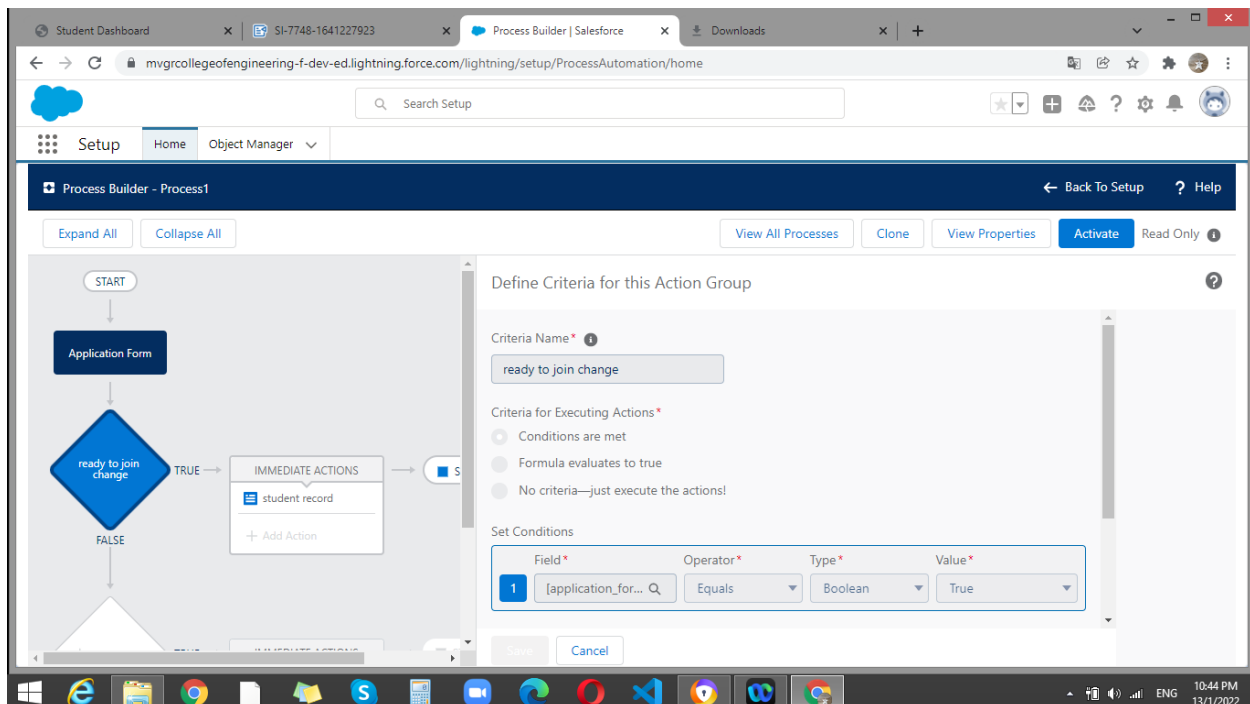 Student Dashboard
SI-7748-1641227923
Process Builder | Salesforce
Downloads
mvgrcollegeofengineering-f-dev-ed.lightning.force.com/lightning/setup/ProcessAutomation/home
Search Setup
Setup
Home
Object Manager
Process Builder - Process1
Back To Setup
? Help
Expand All
Collapse All
View All Processes
Clone
View Properties
Activate
Read Only
START
Application Form
ready to join
change
TRUE
IMMEDIATE ACTIONS
student record
+ Add Action
S
FALSE
Define Criteria for this Action Group
Criteria Name*
ready to join change
Criteria for Executing Actions*
Conditions are met
Formula evaluates to true
No criteria—just execute the actions!
Set Conditions
Field*
Operator*
Type*
Value*
1
[application_for...
Equals
Boolean
True
Save
Cancel
ENG
10:44 PM
13/1/2022